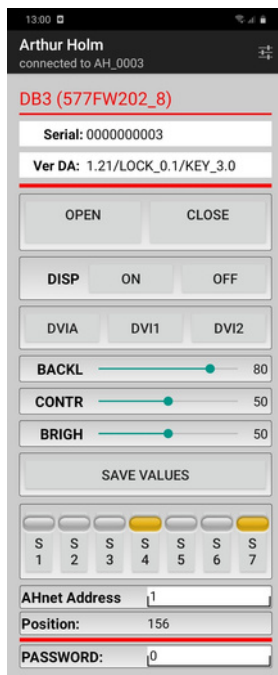 13:00
Arthur Holm
connected to AH_0003
DB3 (577FW202_8)
Serial: 0000000003
Ver DA: 1.21/LOCK_0.1/KEY_3.0
OPEN CLOSE
DISP ON OFF
DVIA DVI1 DVI2
BACKL 80
CONTR 50
BRIGH 50
SAVE VALUES
S S S S S S S
1 2 3 4 5 6 7
AHnet Address 1
Position: 156
PASSWORD: 0